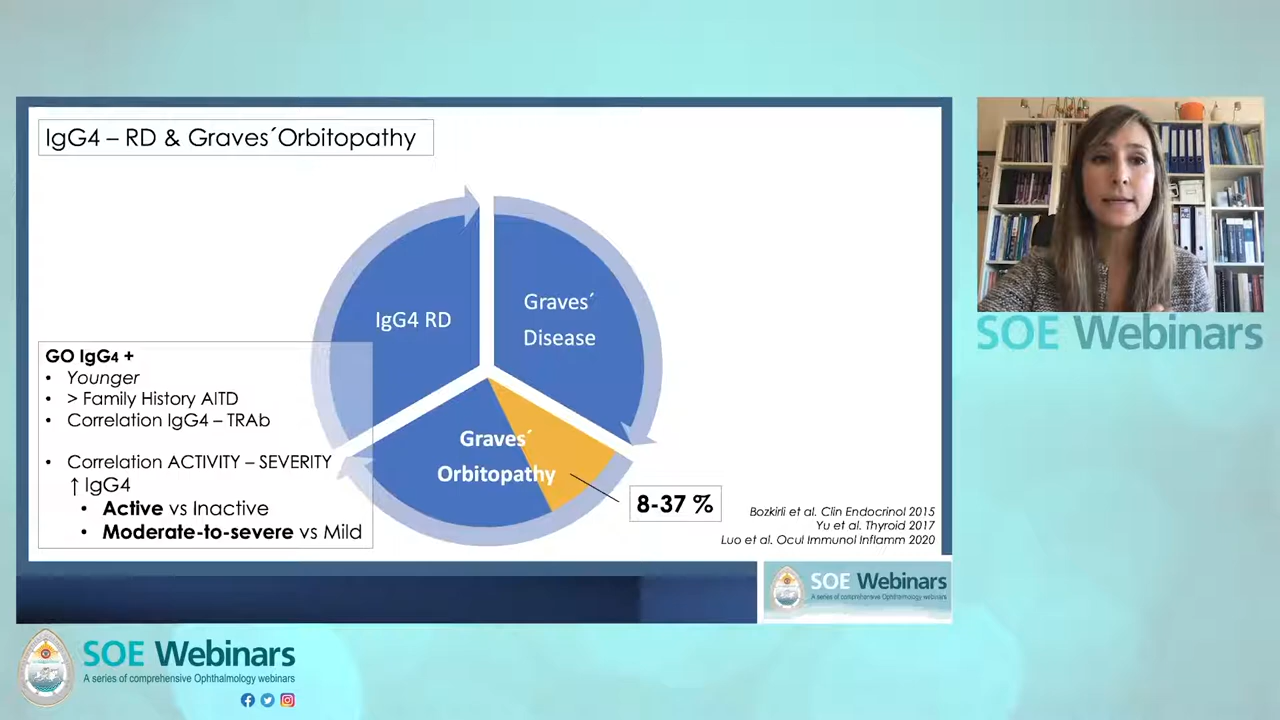 IgG4 – RD & Graves´Orbitopathy
IgG4 RD
Graves´
Disease
Graves´
Orbitopathy
8-37 %
GO IgG4 +
• Younger
• > Family History AITD
• Correlation IgG4 – TRAb
• Correlation ACTIVITY – SEVERITY
↑ IgG4
• Active vs Inactive
• Moderate-to-severe vs Mild
Bozkirli et al. Clin Endocrinol 2015
Yu et al. Thyroid 2017
Luo et al. Ocul Immunol Inflamm 2020
SOE Webinars
A series of comprehensive Ophthalmology webinars
SOE Webinars
SOE Webinars
A series of comprehensive Ophthalmology webinars